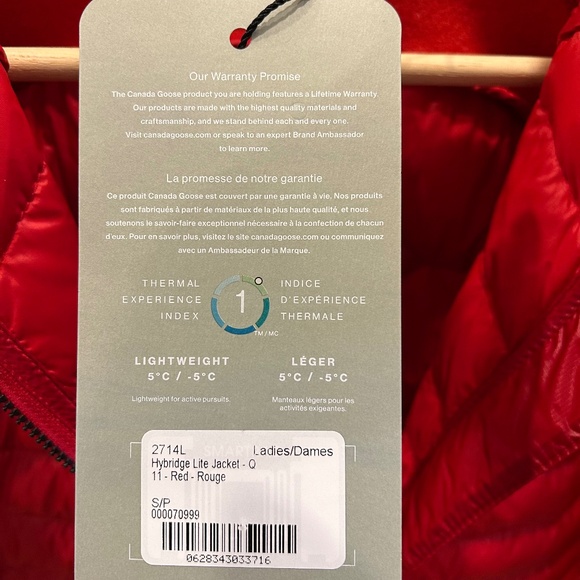 Our Warranty Promise
The Canada Goose product you are holding features a Lifetime Warranty.
Our products are made with the highest quality materials and
craftsmanship, and we stand behind each and every one.
Visit canadagoose.com or speak to an expert Brand Ambassador
to learn more.
La promesse de notre garantie
Ce produit Canada Goose est couvert par une garantie à vie. Nos produits
sont fabriqués à partir de matériaux de la plus haute qualité, et nous
soutenons le savoir-faire exceptionnel nécessaire à la confection de chacun
d'eux. Pour en savoir plus, visitez le site canadagoose.com ou communiquez
avec un Ambassadeur de la Marque.
THERMAL
EXPERIENCE
INDEX
1
TM/MC
INDICE
D'EXPÉRIENCE
THERMALE
LIGHTWEIGHT
5°C / -5°C
Lightweight for active pursuits.
LÉGER
5°C / -5°C
Manteaux légers pour les
activités exigeantes.
2714L Ladies/Dames
Hybridge Lite Jacket - Q
11 - Red - Rouge
S/P
000070999
0628343033716